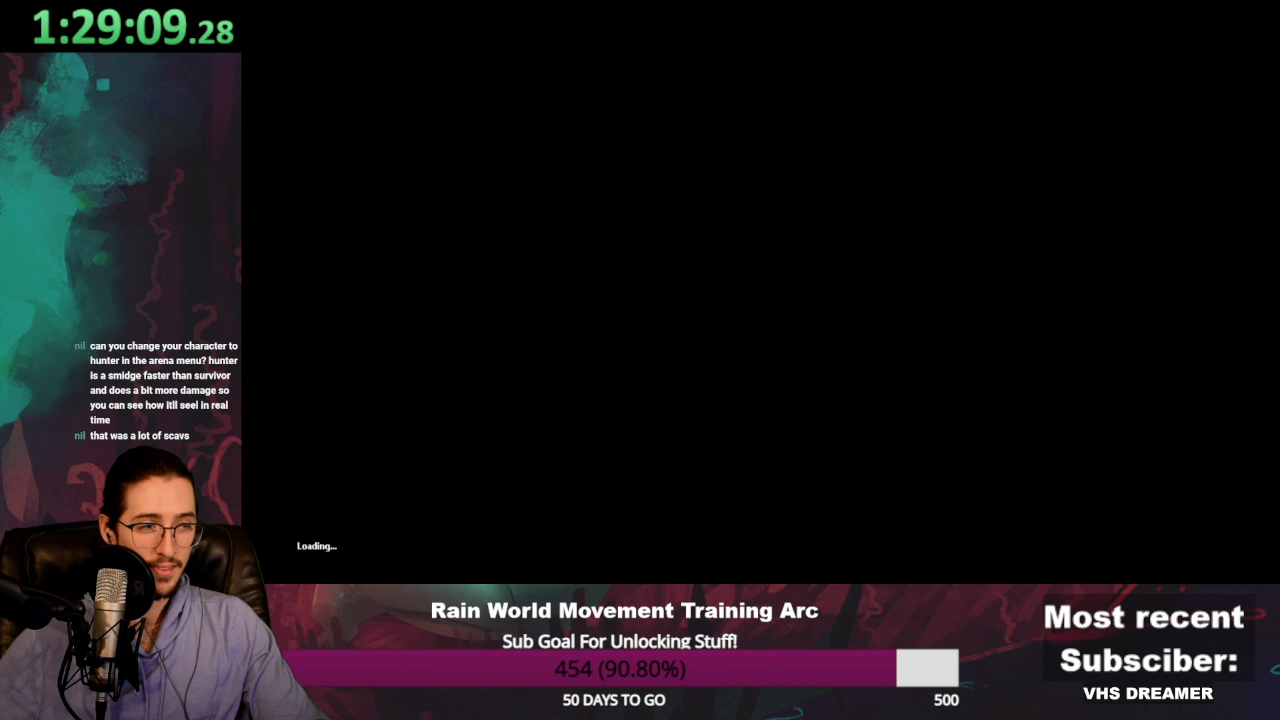 1:29:09.28
nil can you change your character to
hunter in the arena menu? hunter
is a smidge faster than survivor
and does a bit more damage so
you can see how itll seel in real
time
nil that was a lot of scavs
Loading...
Rain World Movement Training Arc
Sub Goal For Unlocking Stuff!
454 (90.80%)
50 DAYS TO GO
500
Most recent
Subsciber:
VHS DREAMER